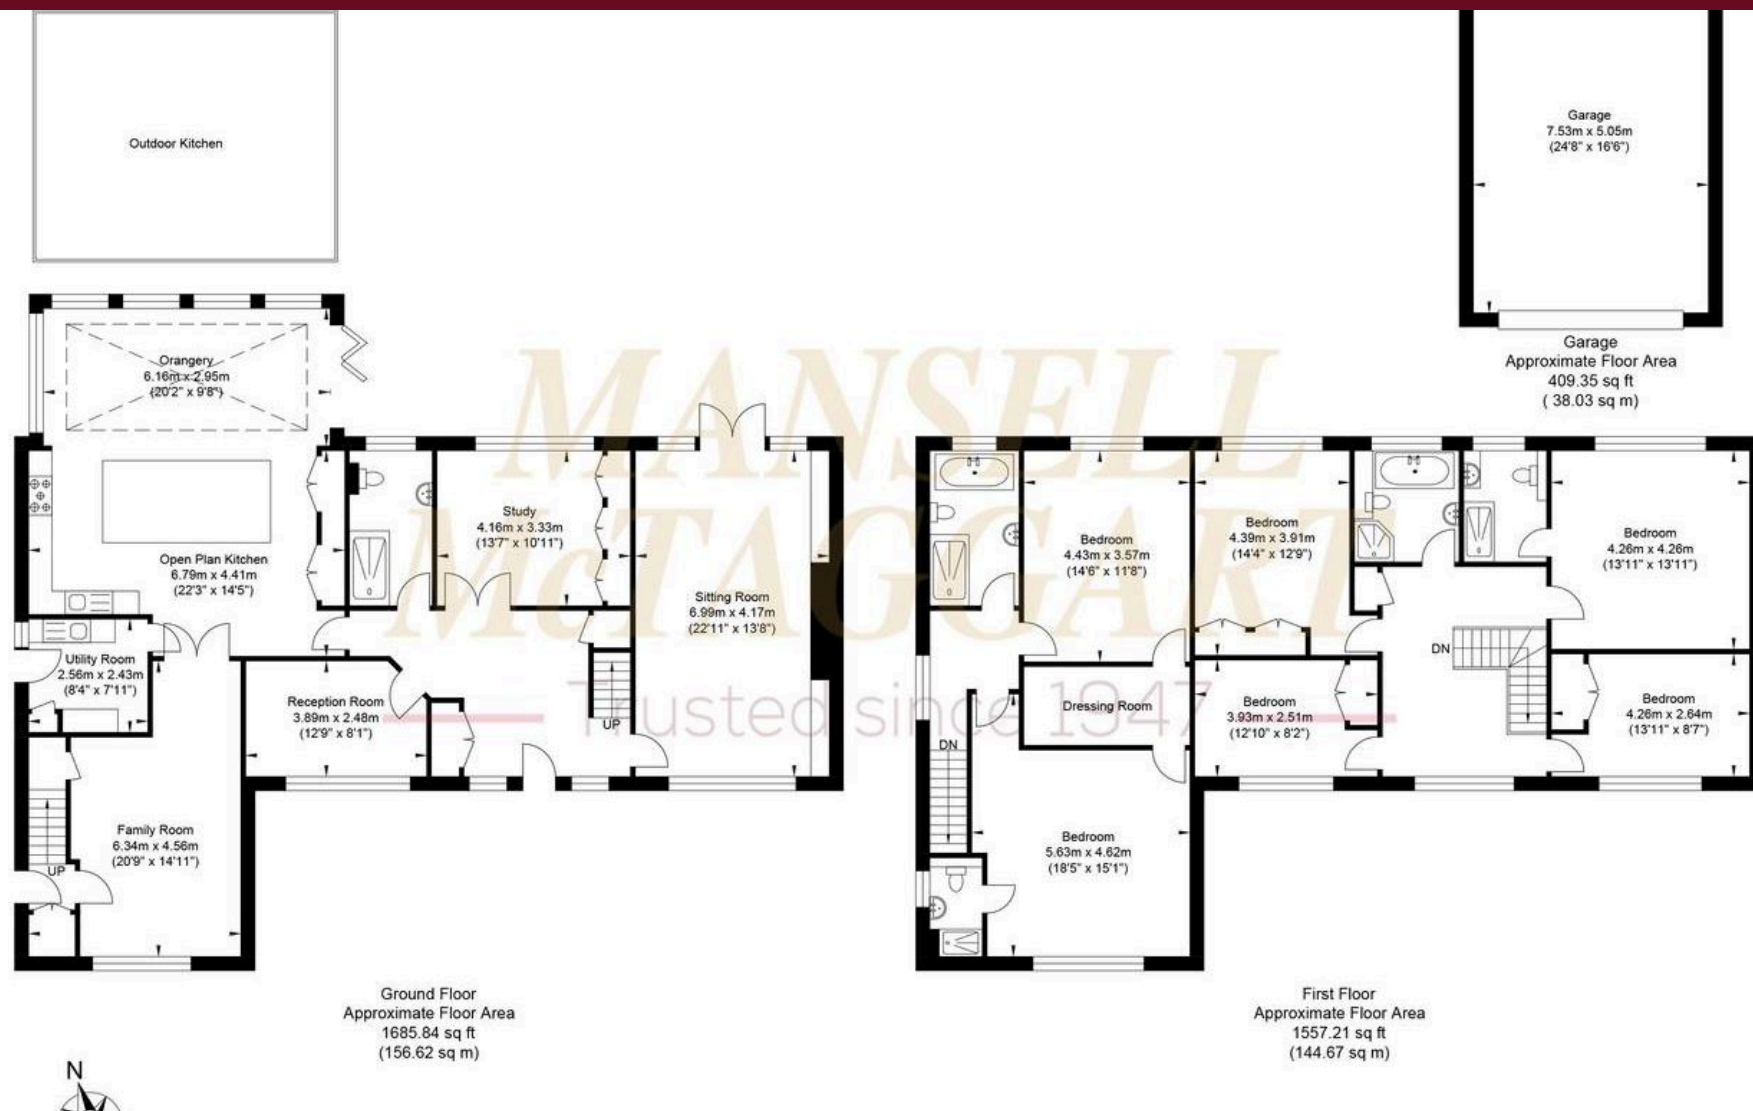 Outdoor Kitchen
Garage
7.53m x 5.05m
(24'8" x 16'6")
Garage
Approximate Floor Area
409.35 sq ft
( 38.03 sq m)
Orangery
6.16m x 2.95m
(20'2" x 9'8")
Open Plan Kitchen
6.79m x 4.41m
(22'3" x 14'5")
Study
4.16m x 3.33m
(13'7" x 10'11")
Sitting Room
6.99m x 4.17m
(22'11" x 13'8")
Utility Room
2.56m x 2.43m
(8'4" x 7'11")
Reception Room
3.89m x 2.48m
(12'9" x 8'1")
UP
Family Room
6.34m x 4.56m
(20'9" x 14'11")
UP
Ground Floor
Approximate Floor Area
1685.84 sq ft
(156.62 sq m)
Bedroom
4.43m x 3.57m
(14'6" x 11'8")
Bedroom
4.39m x 3.91m
(14'4" x 12'9")
Bedroom
4.26m x 4.26m
(13'11" x 13'11")
DN
Dressing Room
Bedroom
3.93m x 2.51m
(12'10" x 8'2")
Bedroom
4.26m x 2.64m
(13'11" x 8'7")
DN
Bedroom
5.63m x 4.62m
(18'5" x 15'1")
First Floor
Approximate Floor Area
1557.21 sq ft
(144.67 sq m)
MANSELL
McTAGGART
Trusted since 1947
N